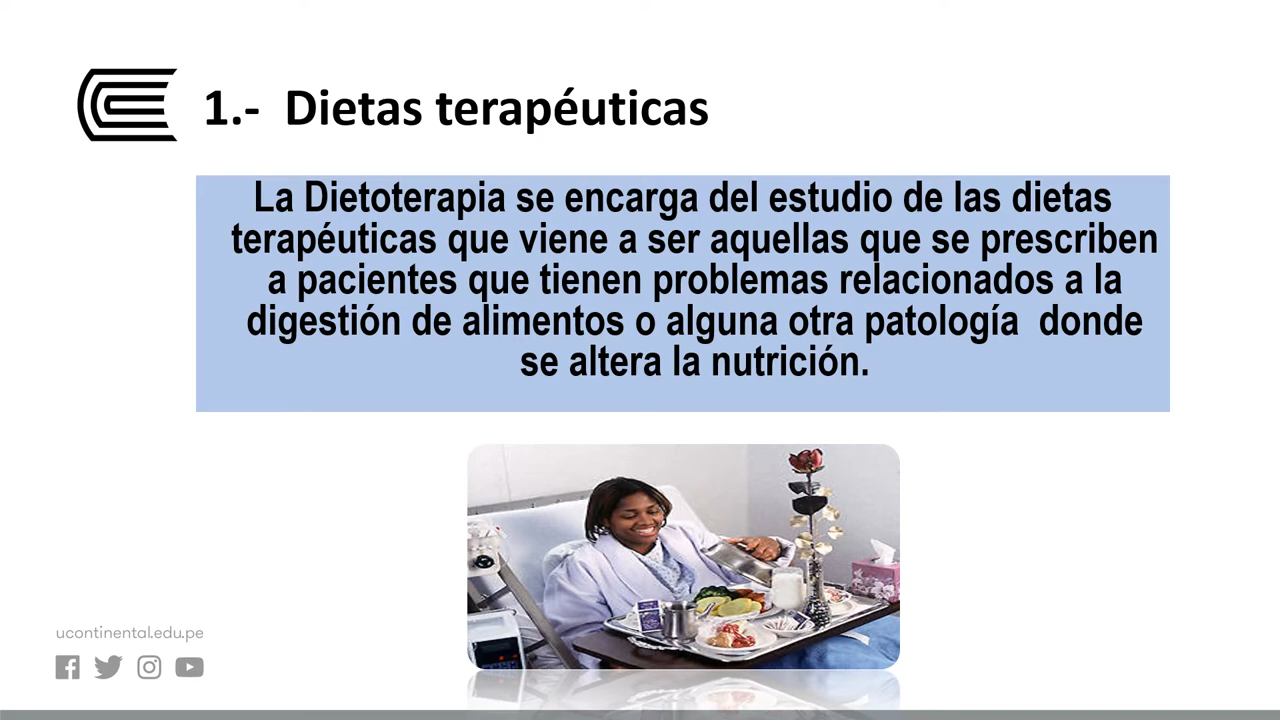 1.- Dietas terapéuticas
La Dietoterapia se encarga del estudio de las dietas
terapéuticas que viene a ser aquellas que se prescriben
a pacientes que tienen problemas relacionados a la
digestión de alimentos o alguna otra patología donde
se altera la nutrición.
ucontinental.edu.pe